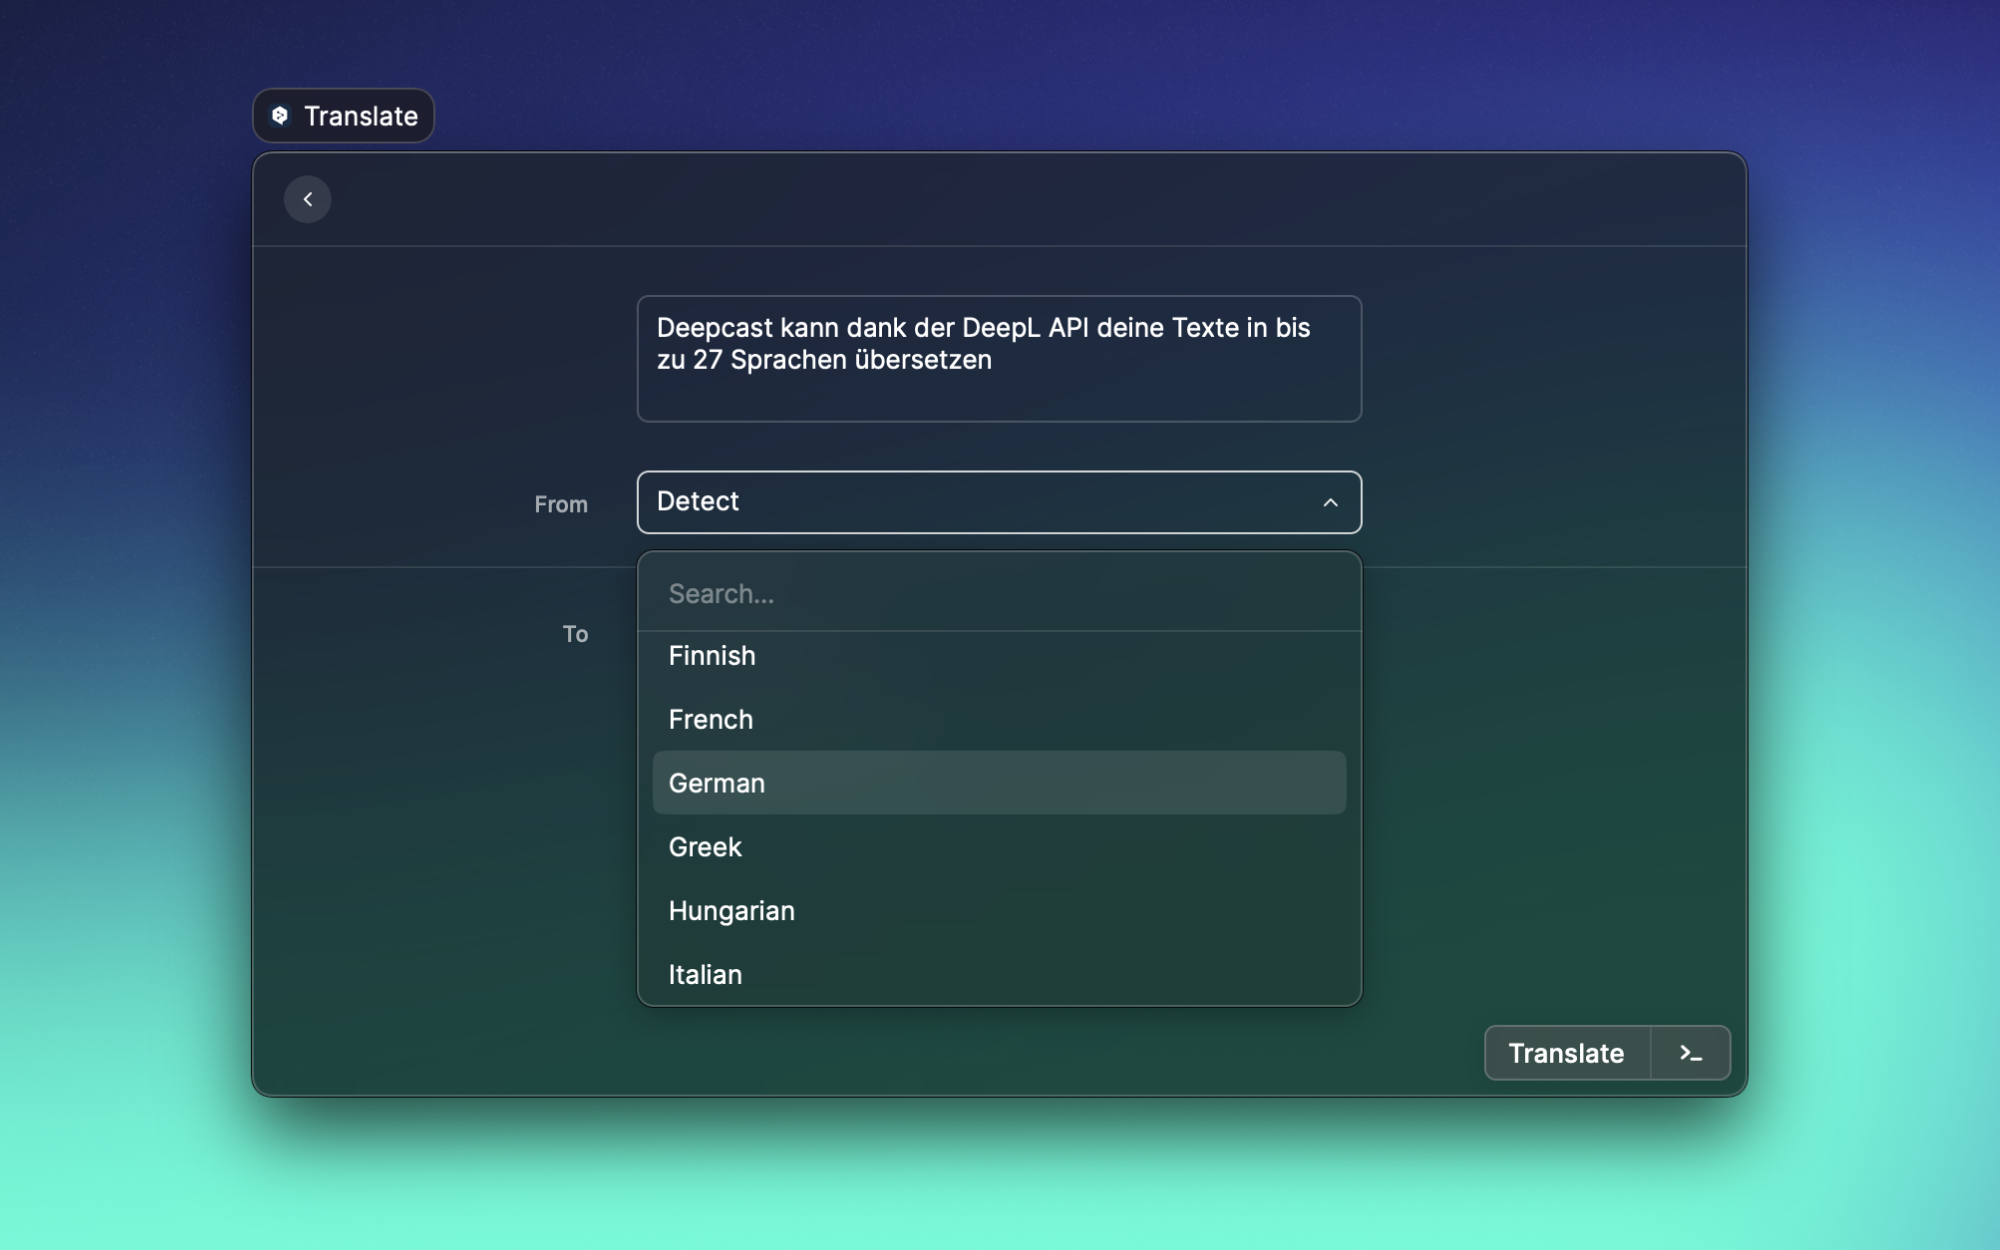 Translate
Deepcast kann dank der DeepL API deine Texte in bis
zu 27 Sprachen übersetzen
From
Detect
Search...
To
Finnish
French
German
Greek
Hungarian
Italian
Translate